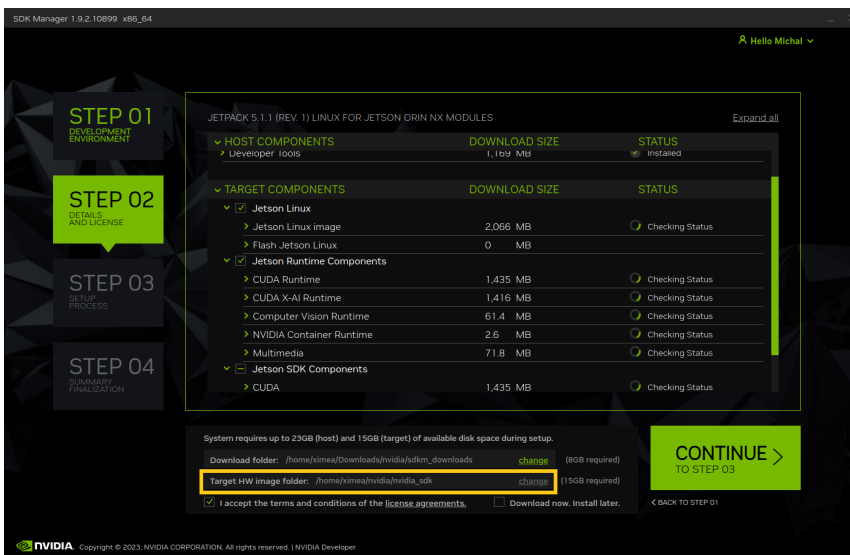 SDK Manager 1.9.2.10899 x86_64
Hello Michal
STEP 01
DEVELOPMENT
ENVIRONMENT
STEP 02
DETAILS
AND LICENSE
STEP 03
SETUP
PROCESS
STEP 04
SUMMARY
FINALIZATION
JETPACK 5.1.1 (REV. 1) LINUX FOR JETSON ORIN NX MODULES Expand all
HOST COMPONENTS DOWNLOAD SIZE STATUS
Developer Tools 1,169 MB Installed
TARGET COMPONENTS DOWNLOAD SIZE STATUS
Jetson Linux
Jetson Linux image 2,066 MB Checking Status
Flash Jetson Linux 0 MB
Jetson Runtime Components
CUDA Runtime 1,435 MB Checking Status
CUDA X-AI Runtime 1,416 MB Checking Status
Computer Vision Runtime 61.4 MB Checking Status
NVIDIA Container Runtime 2.6 MB Checking Status
Multimedia 71.8 MB Checking Status
Jetson SDK Components
CUDA 1,435 MB Checking Status
System requires up to 23GB (host) and 15GB (target) of available disk space during setup.
Download folder: /home/ximea/Downloads/nvidia/sdkm_downloads change (8GB required)
Target HW image folder: /home/ximea/nvidia/nvidia_sdk change (15GB required)
I accept the terms and conditions of the license agreements. Download now. Install later.
CONTINUE >
TO STEP 03
< BACK TO STEP 01
NVIDIA. Copyright © 2023, NVIDIA CORPORATION. All rights reserved. | NVIDIA Developer